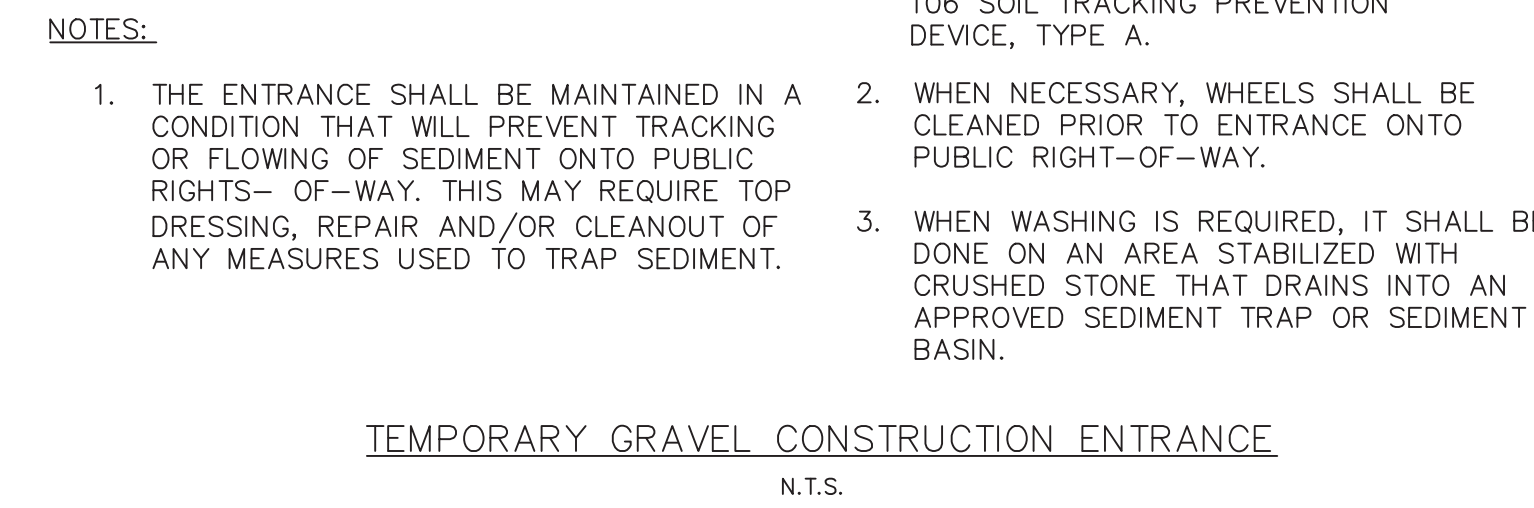 106 SOIL TRACKING PREVENTION
DEVICE, TYPE A.
NOTES:
1. THE ENTRANCE SHALL BE MAINTAINED IN A
CONDITION THAT WILL PREVENT TRACKING
OR FLOWING OF SEDIMENT ONTO PUBLIC
RIGHTS– OF–WAY. THIS MAY REQUIRE TOP
DRESSING, REPAIR AND/OR CLEANOUT OF
ANY MEASURES USED TO TRAP SEDIMENT.
2. WHEN NECESSARY, WHEELS SHALL BE
CLEANED PRIOR TO ENTRANCE ONTO
PUBLIC RIGHT–OF–WAY.
3. WHEN WASHING IS REQUIRED, IT SHALL BE
DONE ON AN AREA STABILIZED WITH
CRUSHED STONE THAT DRAINS INTO AN
APPROVED SEDIMENT TRAP OR SEDIMENT
BASIN.
TEMPORARY GRAVEL CONSTRUCTION ENTRANCE
N.T.S.